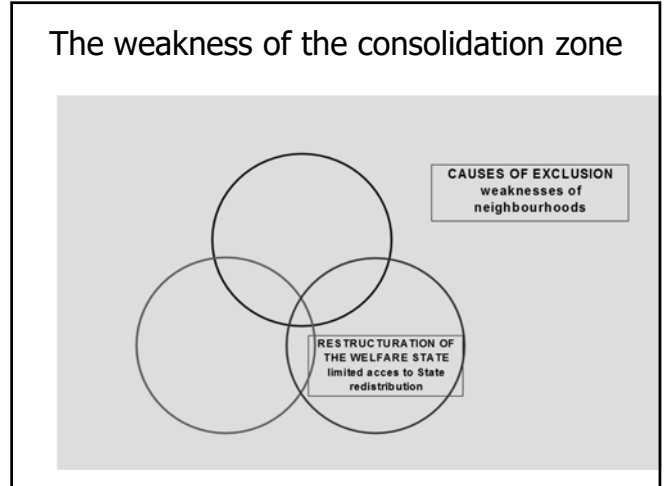 The weakness of the consolidation zone
CAUSES OF EXCLUSION
weaknesses of
neighbourhoods
RESTRUCTURATION OF
THE WELFARE STATE
limited acces to State
redistribution